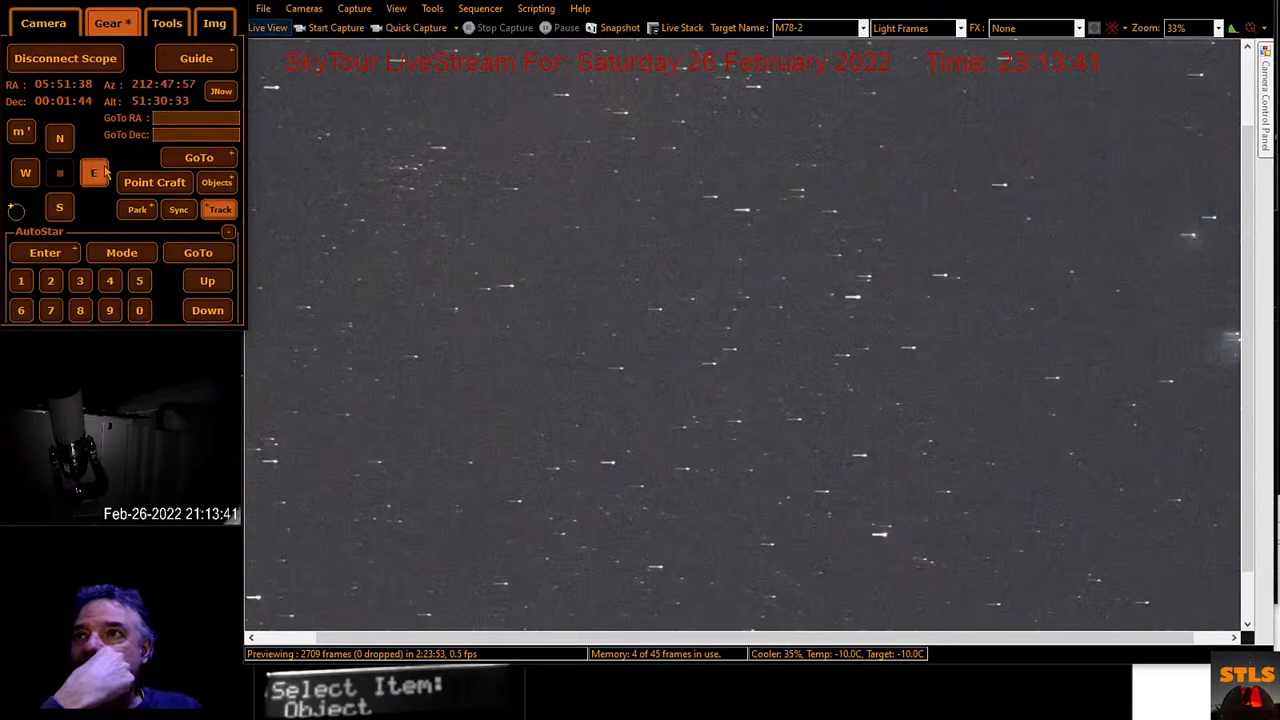 Camera Gear * Tools Img
File Cameras Capture View Tools Sequencer Scripting Help
Live View Start Capture Quick Capture Stop Capture Pause Snapshot Live Stack Target Name: M78-2 Light Frames FX: None Zoom: 33%
Disconnect Scope Guide
SkyTour LiveStream For Saturday 26 February 2022 Time: 23:13:41
RA : 05:51:38 Az : 212:47:57
Dec: 00:01:44 Alt: 51:30:33
JNow
GoTo RA :
GoTo Dec:
m ' N
GoTo
W E
Point Craft Objects
S Park Sync Track
AutoStar
Enter Mode GoTo
1 2 3 4 5 Up
6 7 8 9 0 Down
Camera Control Panel
Feb-26-2022 21:13:41
Previewing : 2709 frames (0 dropped) in 2:23:53, 0.5 fps Memory: 4 of 45 frames in use. Cooler: 35%, Temp: -10.0C, Target: -10.0C
Select Item:
Object
STLS